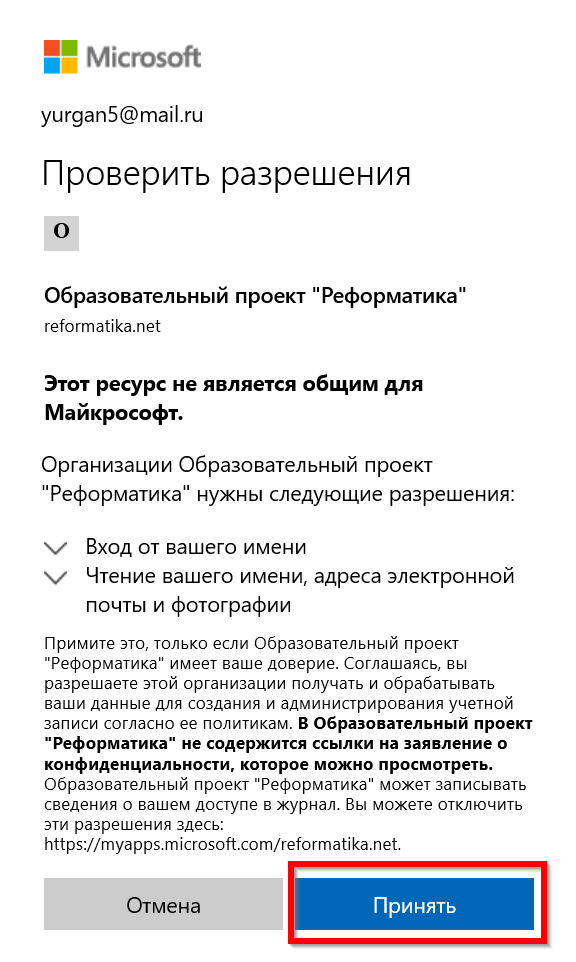 Microsoft
yurgan5@mail.ru
Проверить разрешения
О
Образовательный проект "Реформатика"
reformatika.net
Этот ресурс не является общим для
Майкрософт.
Организации Образовательный проект
"Реформатика" нужны следующие разрешения:
Вход от вашего имени
Чтение вашего имени, адреса электронной
почты и фотографии
Примите это, только если Образовательный проект
"Реформатика" имеет ваше доверие. Соглашаясь, вы
разрешаете этой организации получать и обрабатывать
ваши данные для создания и администрирования учетной
записи согласно ее политикам. В Образовательный проект
"Реформатика" не содержится ссылки на заявление о
конфиденциальности, которое можно просмотреть.
Образовательный проект "Реформатика" может записывать
сведения о вашем доступе в журнал. Вы можете отключить
эти разрешения здесь:
https://myapps.microsoft.com/reformatika.net.
Отмена
Принять